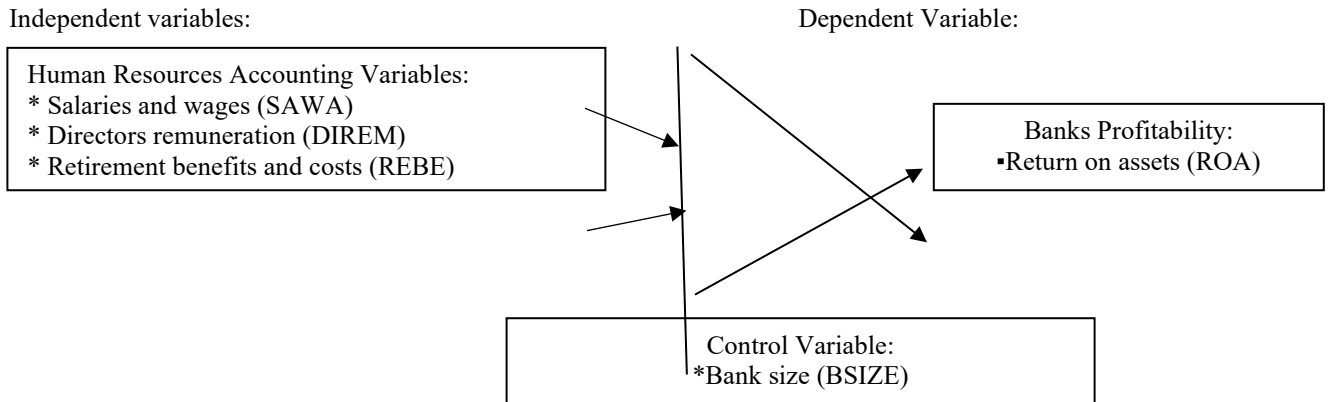 Independent variables:
Dependent Variable:
Human Resources Accounting Variables:
* Salaries and wages (SAWA)
* Directors remuneration (DIREM)
* Retirement benefits and costs (REBE)
Banks Profitability:
▪Return on assets (ROA)
Control Variable:
*Bank size (BSIZE)